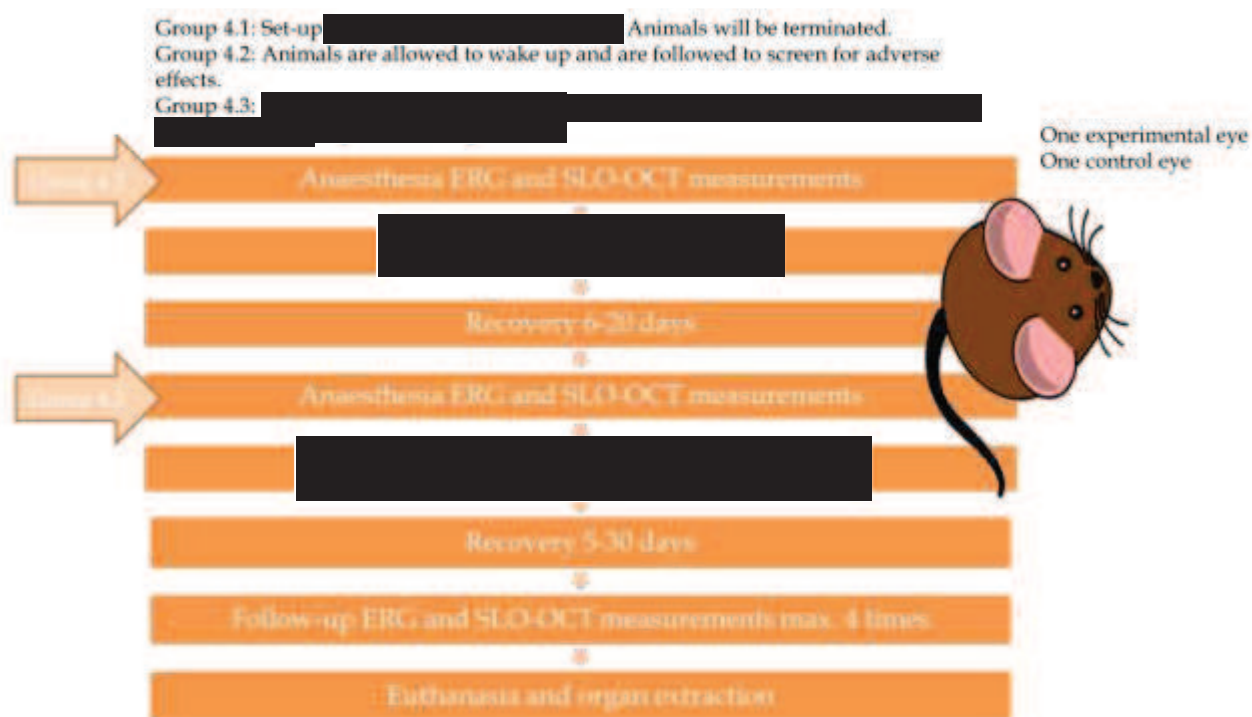 Group 4.1: Set-up Animals will be terminated.
Group 4.2: Animals are allowed to wake up and are followed to screen for adverse
effects.
Group 4.3:
One experimental eye
One control eye
Anaesthesia ERG and SLO-OCT measurements
Recovery 6-20 days
Anaesthesia ERG and SLO-OCT measurements
Recovery 5-30 days
Follow-up ERG and SLO-OCT measurements max. 4 times
Euthanasia and organ extraction